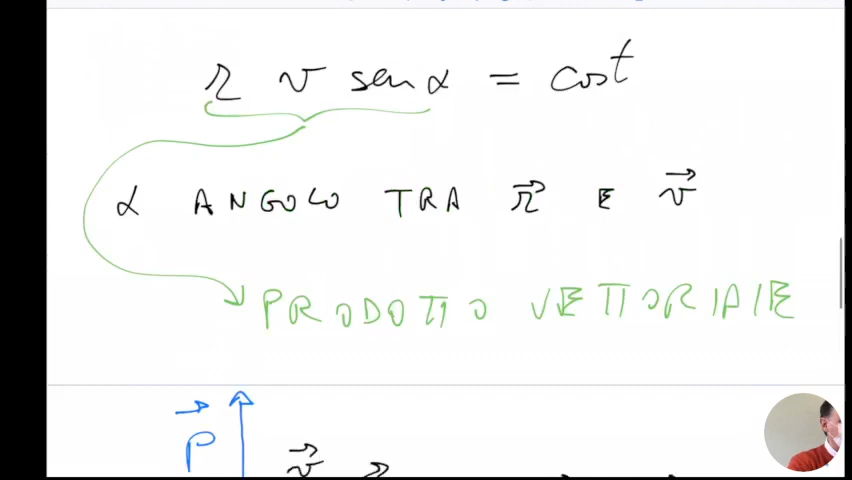 r v sen α = cost
α ANGOLO TRA r⃗ E v⃗
PRODOTTO VETTORIALE
P⃗
v⃗